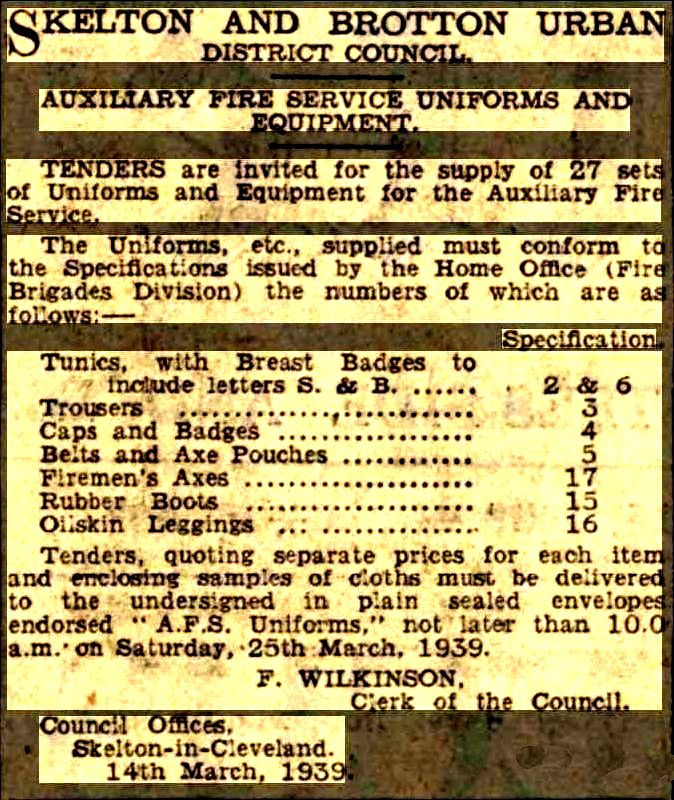 SKELTON AND BROTTON URBAN
DISTRICT COUNCIL.
AUXILIARY FIRE SERVICE UNIFORMS AND
EQUIPMENT.
TENDERS are invited for the supply of 27 sets
of Uniforms and Equipment for the Auxiliary Fire
Service.
The Uniforms, etc., supplied must conform to
the Specifications issued by the Home Office (Fire
Brigades Division) the numbers of which are as
follows:—
Specification.
Tunics, with Breast Badges to
include letters S. & B. ...... 2 & 6
Trousers .......................... 3
Caps and Badges .................. 4
Belts and Axe Pouches ............ 5
Firemen's Axes ..................... 17
Rubber Boots ..................... 15
Oilskin Leggings .................. 16
Tenders, quoting separate prices for each item
and enclosing samples of cloths must be delivered
to the undersigned in plain sealed envelopes
endorsed "A.F.S. Uniforms," not later than 10.0
a.m. on Saturday, 25th March, 1939.
F. WILKINSON,
Clerk of the Council.
Council Offices,
Skelton-in-Cleveland.
14th March, 1939.